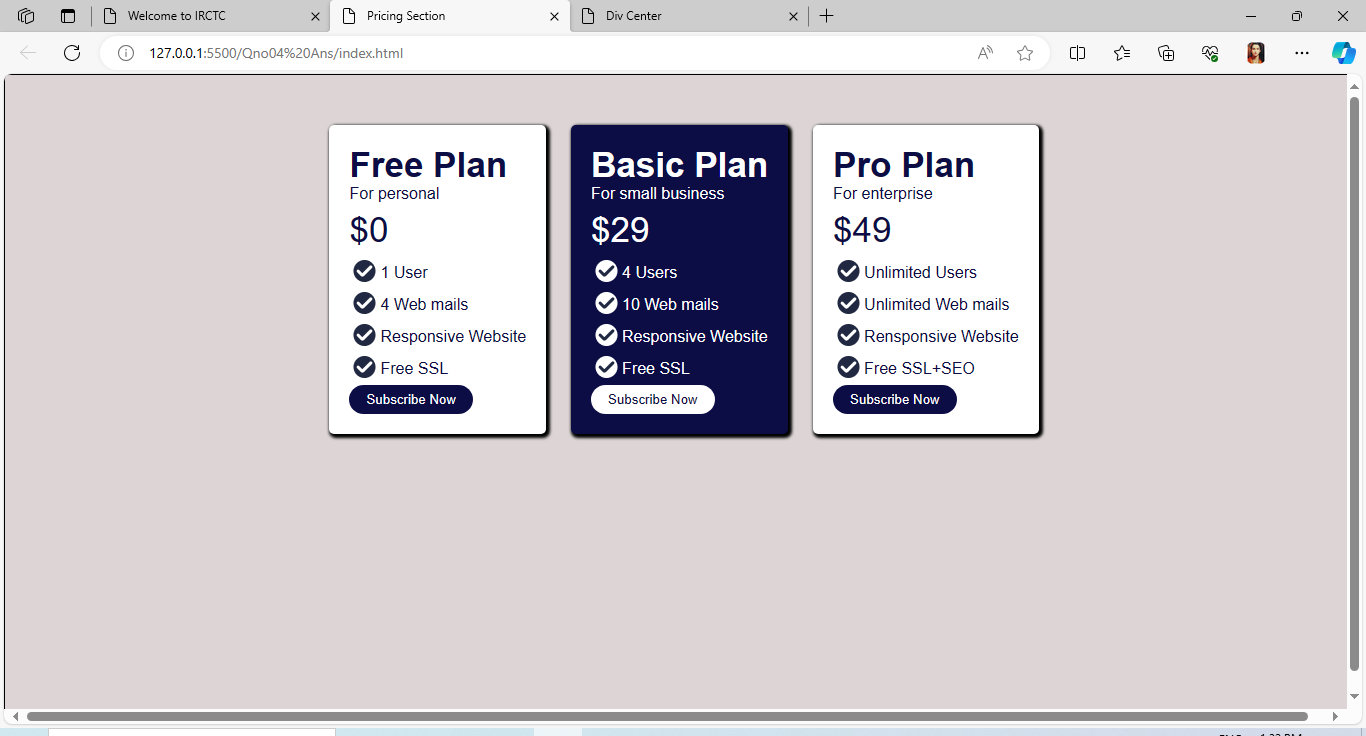 Welcome to IRCTC
Pricing Section
Div Center
127.0.0.1:5500/Qno04%20Ans/index.html
Free Plan
For personal
$0
1 User
4 Web mails
Responsive Website
Free SSL
Subscribe Now
Basic Plan
For small business
$29
4 Users
10 Web mails
Responsive Website
Free SSL
Subscribe Now
Pro Plan
For enterprise
$49
Unlimited Users
Unlimited Web mails
Rensponsive Website
Free SSL+SEO
Subscribe Now